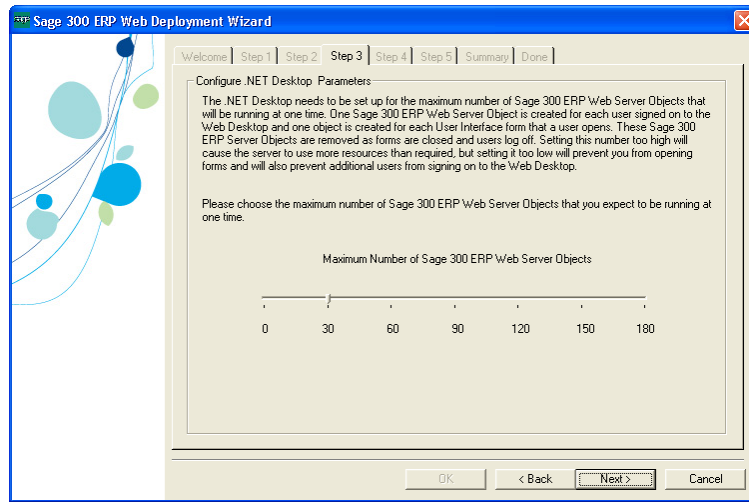 Sage 300 ERP Web Deployment Wizard
Welcome Step 1 Step 2 Step 3 Step 4 Step 5 Summary Done
Configure .NET Desktop Parameters
The .NET Desktop needs to be set up for the maximum number of Sage 300 ERP Web Server Objects that
will be running at one time. One Sage 300 ERP Web Server Object is created for each user signed on to the
Web Desktop and one object is created for each User Interface form that a user opens. These Sage 300
ERP Server Objects are removed as forms are closed and users log off. Setting this number too high will
cause the server to use more resources than required, but setting it too low will prevent you from opening
forms and will also prevent additional users from signing on to the Web Desktop.
Please choose the maximum number of Sage 300 ERP Web Server Objects that you expect to be running at
one time.
Maximum Number of Sage 300 ERP Web Server Objects
0 30 60 90 120 150 180
OK < Back Next > Cancel